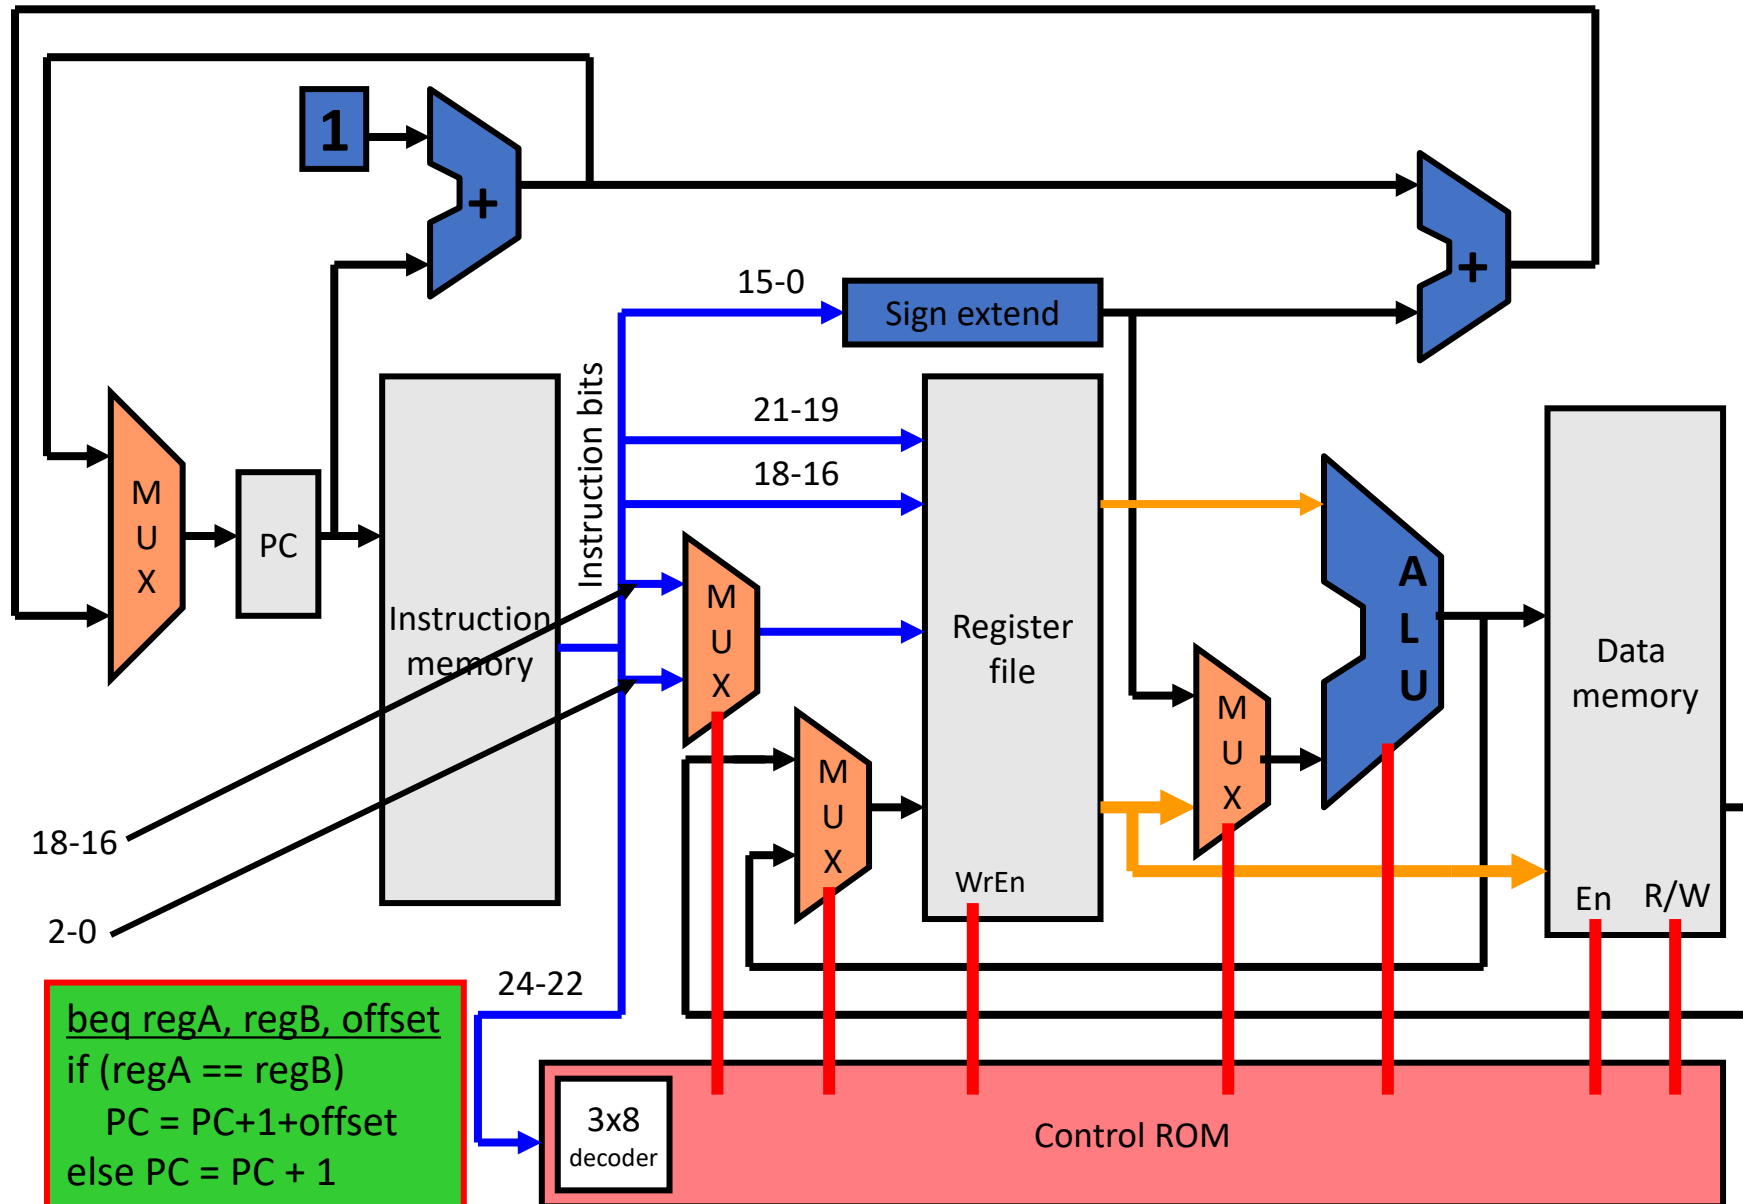 1
+
+
15-0
Sign extend
Instruction bits
21-19
18-16
M
U
X
PC
Instruction
memory
M
U
X
Register
file
A
L
U
Data
memory
M
U
X
M
U
X
18-16
2-0
WrEn
En
R/W
24-22
beq regA, regB, offset
if (regA == regB)
PC = PC+1+offset
else PC = PC + 1
3x8
decoder
Control ROM